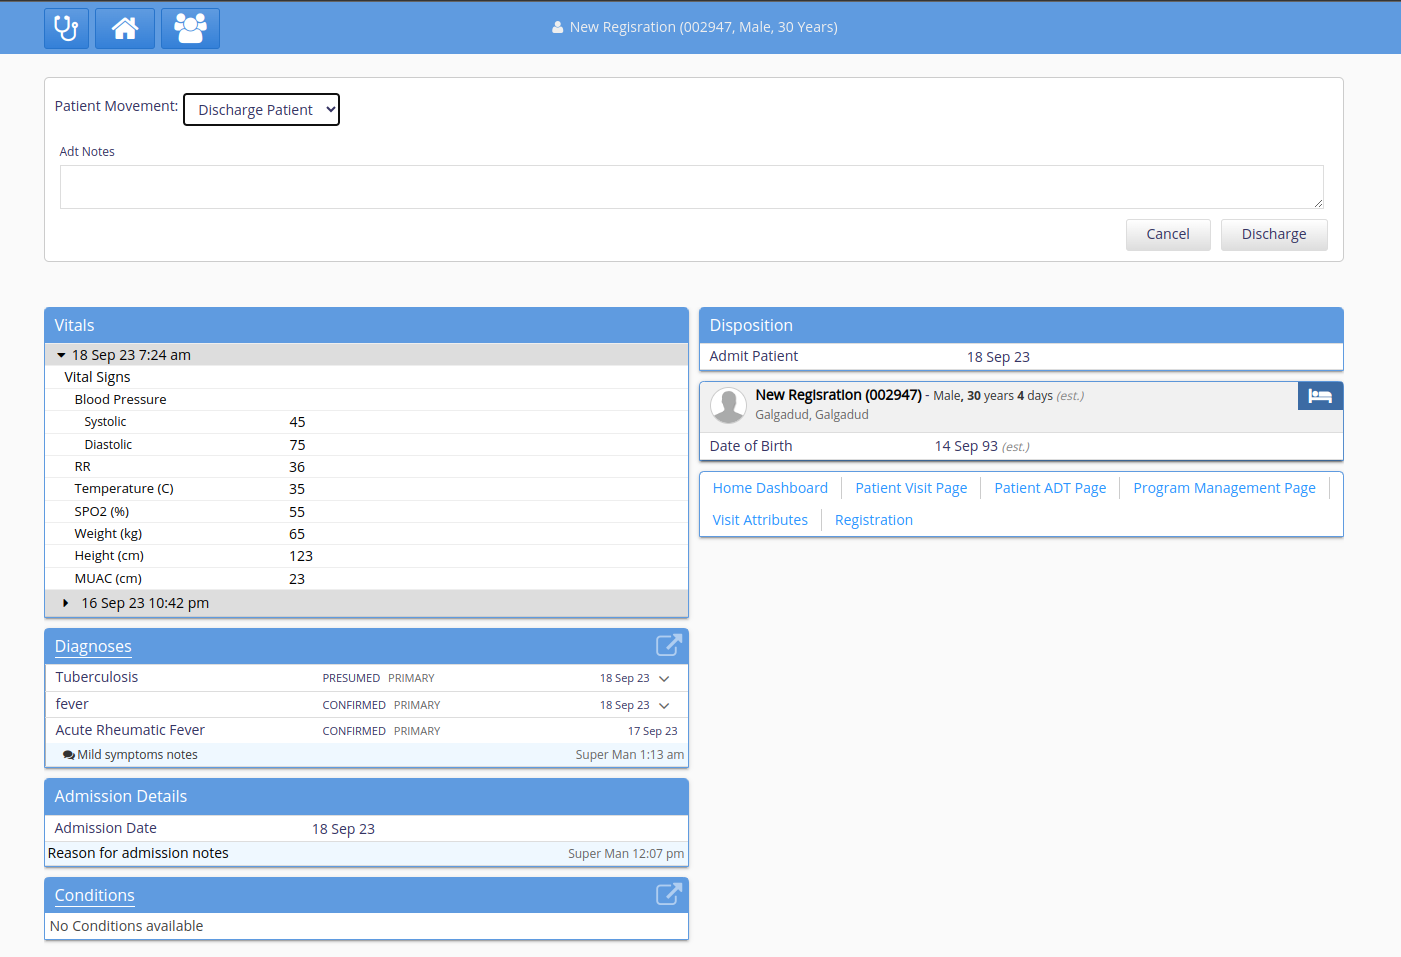 New Regisration (002947, Male, 30 Years)
Patient Movement: Discharge Patient
Adt Notes
Cancel Discharge
Vitals
18 Sep 23 7:24 am
Vital Signs
Blood Pressure
Systolic 45
Diastolic 75
RR 36
Temperature (C) 35
SPO2 (%) 55
Weight (kg) 65
Height (cm) 123
MUAC (cm) 23
16 Sep 23 10:42 pm
Diagnoses
Tuberculosis PRESUMED PRIMARY 18 Sep 23
fever CONFIRMED PRIMARY 18 Sep 23
Acute Rheumatic Fever CONFIRMED PRIMARY 17 Sep 23
Mild symptoms notes Super Man 1:13 am
Admission Details
Admission Date 18 Sep 23
Reason for admission notes Super Man 12:07 pm
Conditions
No Conditions available
Disposition
Admit Patient 18 Sep 23
New Regisration (002947) - Male, 30 years 4 days (est.)
Galgadud, Galgadud
Date of Birth 14 Sep 93 (est.)
Home Dashboard Patient Visit Page Patient ADT Page Program Management Page
Visit Attributes Registration